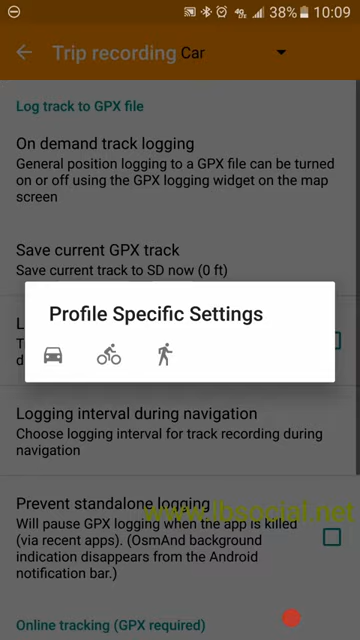 38% 10:09
Trip recording Car
Log track to GPX file
On demand track logging
General position logging to a GPX file can be turned
on or off using the GPX logging widget on the map
screen
Save current GPX track
Save current track to SD now (0 ft)
Profile Specific Settings
Logging interval during navigation
Choose logging interval for track recording during
navigation
Prevent standalone logging
www.lbsocial.net
Will pause GPX logging when the app is killed
(via recent apps). (OsmAnd background
indication disappears from the Android
notification bar.)
Online tracking (GPX required)